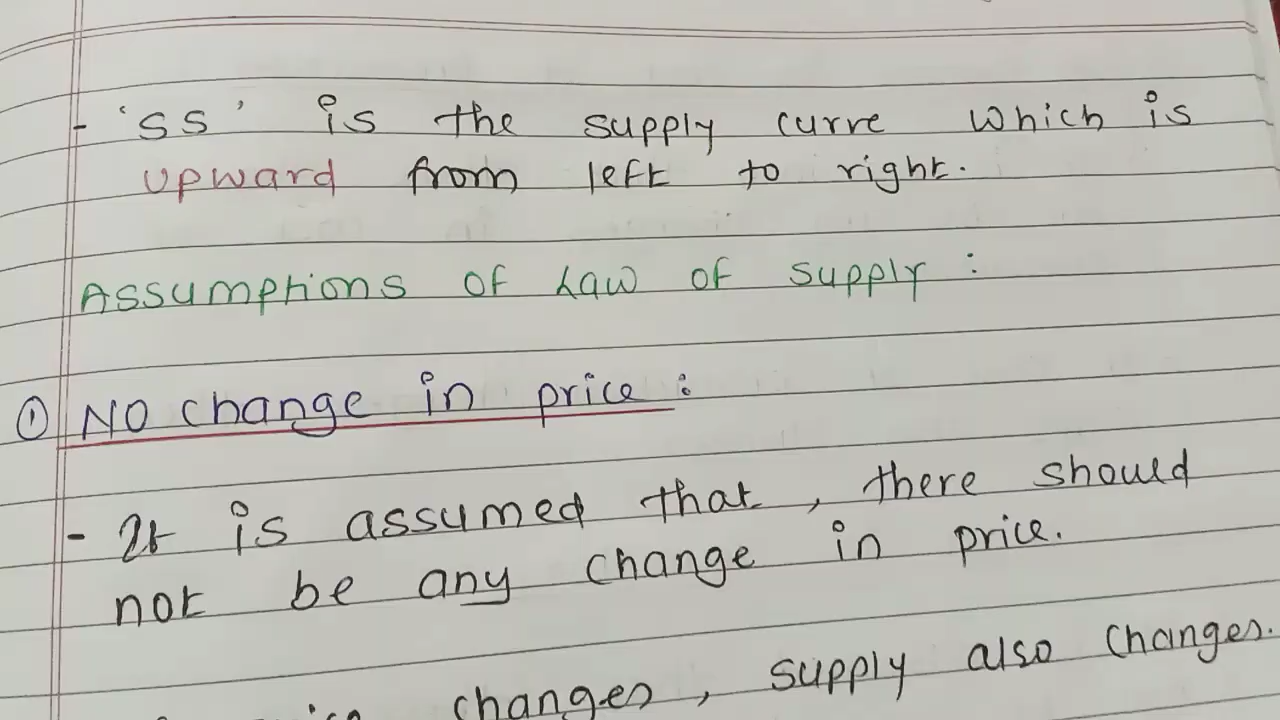 - 'SS' is the supply curve which is
upward from left to right.
Assumptions of Law of supply :
① No change in price :
- It is assumed that, there should
not be any change in price.
changes, supply also changes.